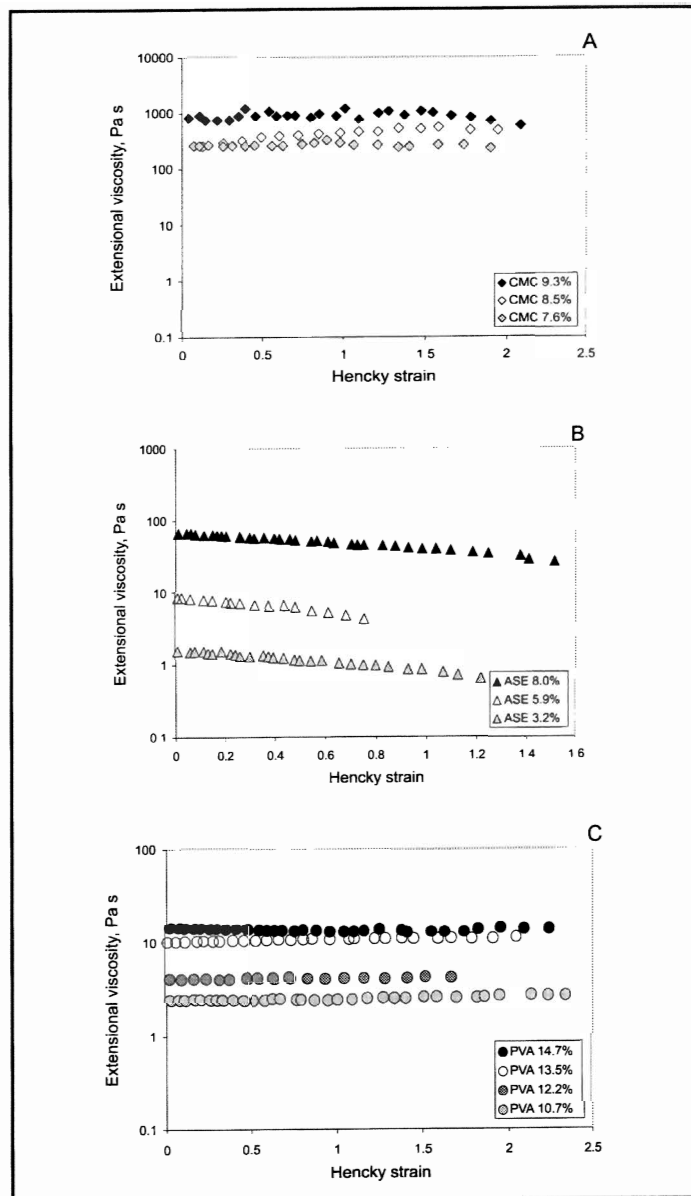 A
Extensional viscosity, Pa s
10000
1000
100
10
1
0.1
0 0.5 1 1 5 2 2.5
Hencky strain
CMC 9.3%
CMC 8.5%
CMC 7.6%
B
Extensional viscosity, Pa s
1000
100
10
1
0 1
0 0.2 0.4 0.6 0.8 1 1.2 1.4 1 6
Hencky strain
ASE 8.0%
ASE 5.9%
ASE 3.2%
C
Extensional viscosity, Pa s
100
10
1
0.1
0 0.5 1 1.5 2 2.5
Hencky strain
PVA 14.7%
PVA 13.5%
PVA 12.2%
PVA 10.7%